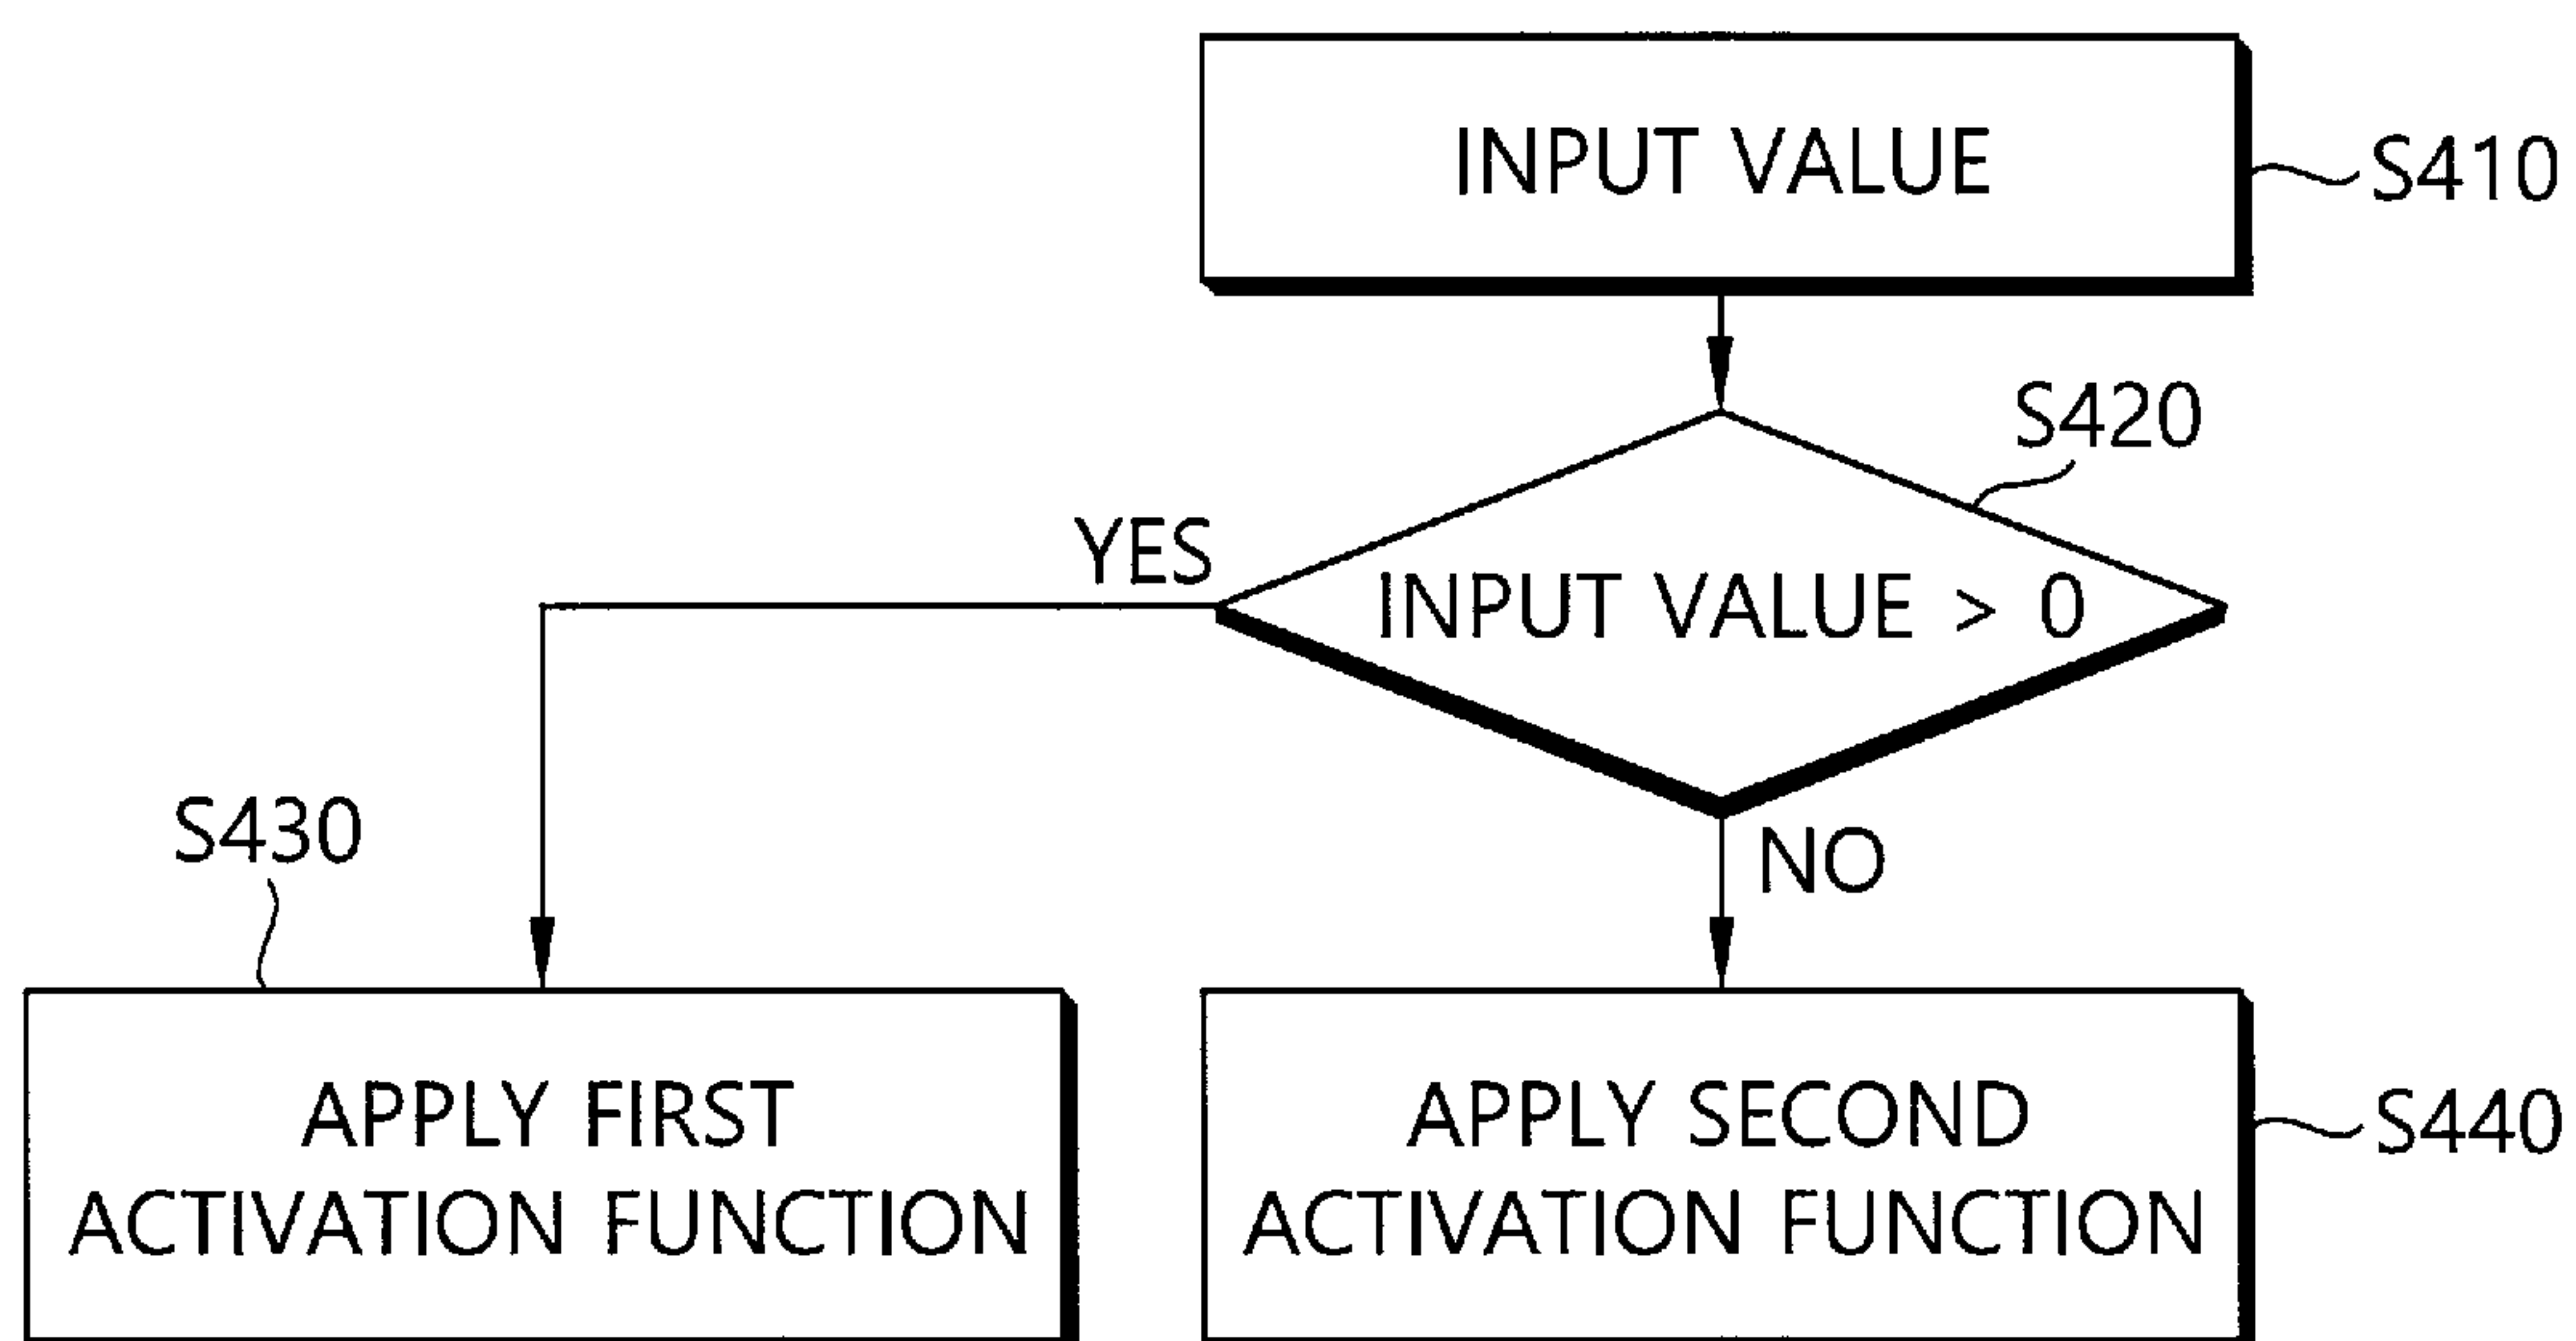 INPUT VALUE
S410
S420
YES
INPUT VALUE > 0
S430
NO
APPLY FIRST
ACTIVATION FUNCTION
APPLY SECOND
ACTIVATION FUNCTION
S440